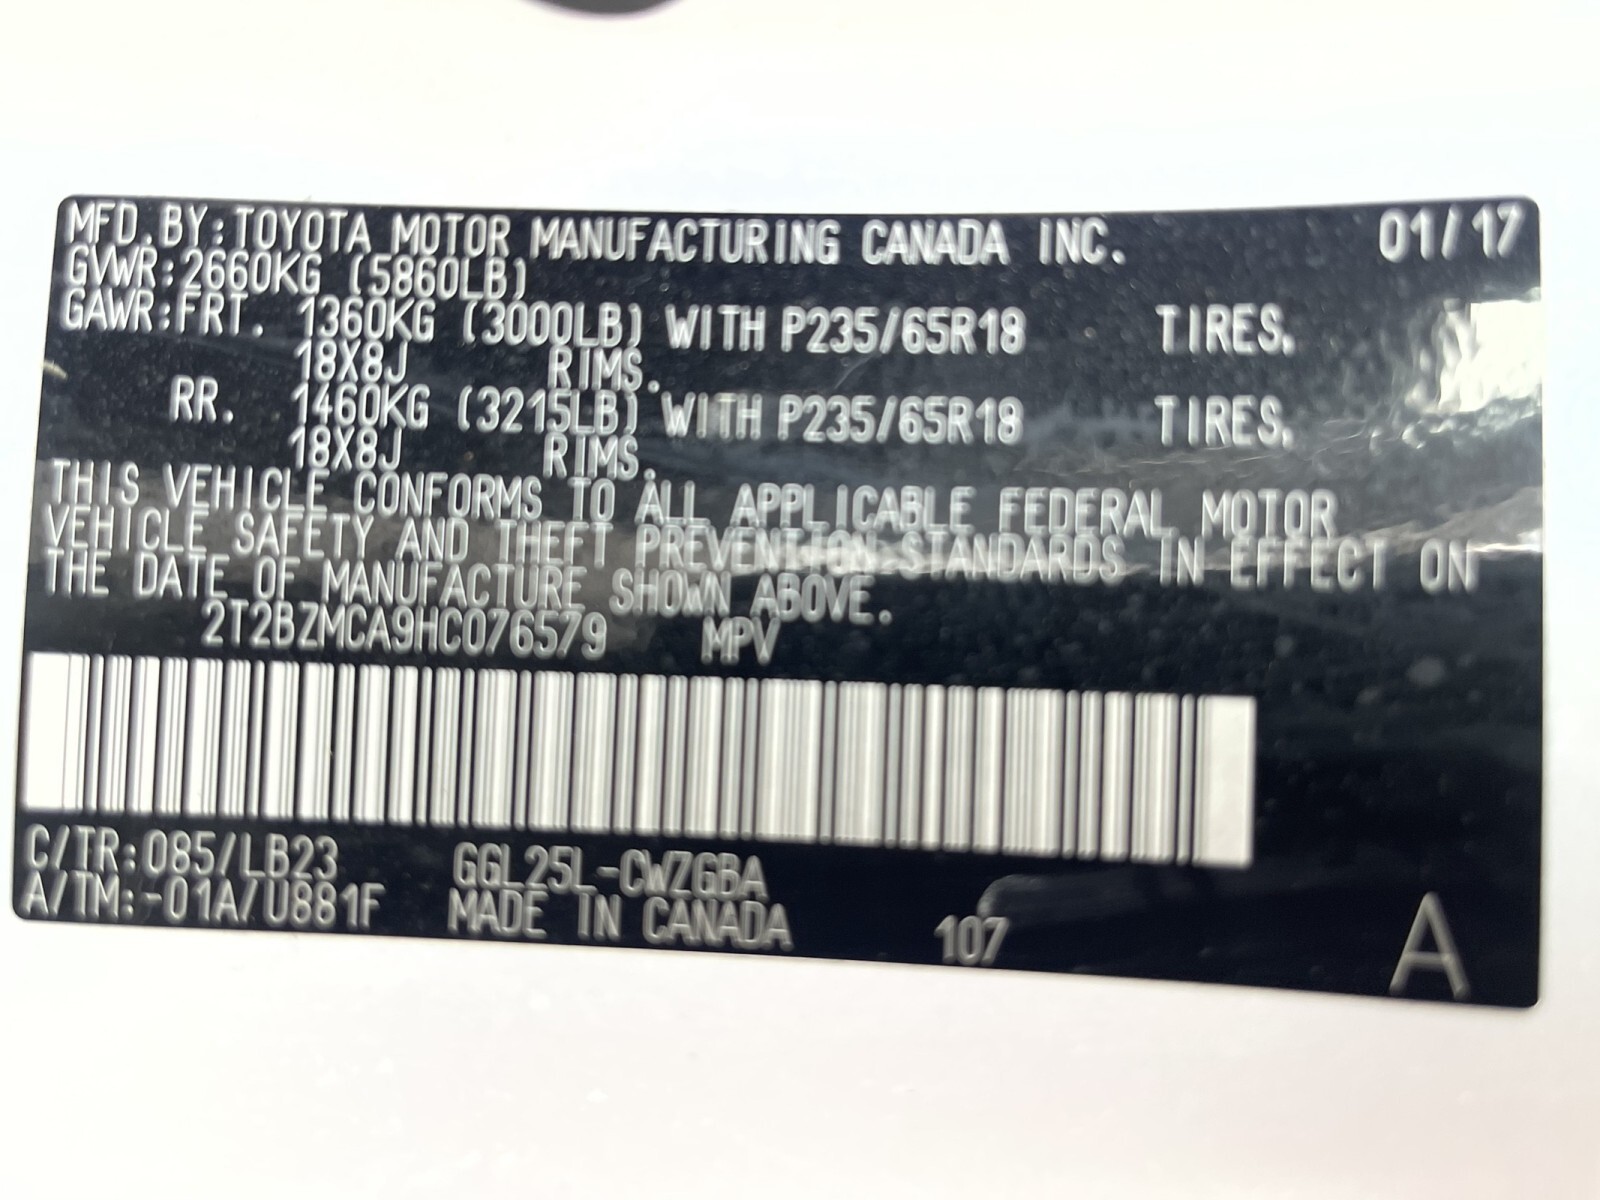 MFD.BY:TOYOTA MOTOR MANUFACTURING CANADA INC. 01/17
GVWR:2660KG (5860LB)
GAWR:FRT. 1360KG (3000LB) WITH P235/65R18 TIRES.
18X8J RIMS.
RR. 1460KG (3215LB) WITH P235/65R18 TIRES.
18X8J RIMS.
THIS VEHICLE CONFORMS TO ALL APPLICABLE FEDERAL MOTOR
VEHICLE SAFETY AND THEFT PREVENTION STANDARDS IN EFFECT ON
THE DATE OF MANUFACTURE SHOWN ABOVE.
2T2BZMCA9HC076579 MPV
C/TR:085/LB23 GGL25L-CWZGBA
A/TM:-01A/U881F MADE IN CANADA 107 A